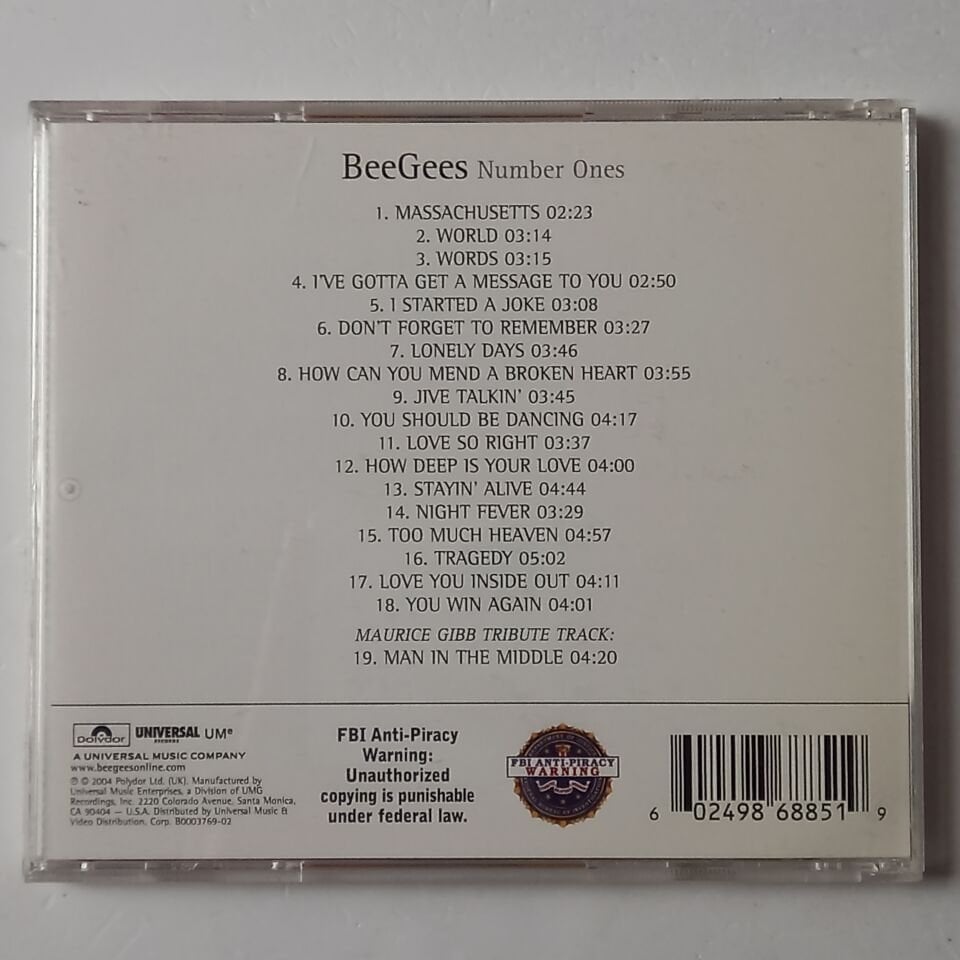 BeeGees Number Ones
1. MASSACHUSETTS 02:23
2. WORLD 03:14
3. WORDS 03:15
4. I'VE GOTTA GET A MESSAGE TO YOU 02:50
5. I STARTED A JOKE 03:08
6. DON'T FORGET TO REMEMBER 03:27
7. LONELY DAYS 03:46
8. HOW CAN YOU MEND A BROKEN HEART 03:55
9. JIVE TALKIN' 03:45
10. YOU SHOULD BE DANCING 04:17
11. LOVE SO RIGHT 03:37
12. HOW DEEP IS YOUR LOVE 04:00
13. STAYIN' ALIVE 04:44
14. NIGHT FEVER 03:29
15. TOO MUCH HEAVEN 04:57
16. TRAGEDY 05:02
17. LOVE YOU INSIDE OUT 04:11
18. YOU WIN AGAIN 04:01
MAURICE GIBB TRIBUTE TRACK:
19. MAN IN THE MIDDLE 04:20
Polydor UNIVERSAL RECORDS UMe
A UNIVERSAL MUSIC COMPANY
www.beegeesonline.com
℗ © 2004 Polydor Ltd. (UK). Manufactured by
Universal Music Enterprises, a Division of UMG
Recordings, Inc. 2220 Colorado Avenue, Santa Monica,
CA 90404 — U.S.A. Distributed by Universal Music &
Video Distribution, Corp. B0003769-02
FBI Anti-Piracy
Warning:
Unauthorized
copying is punishable
under federal law.
FBI ANTI-PIRACY
WARNING
6 02498 68851 9